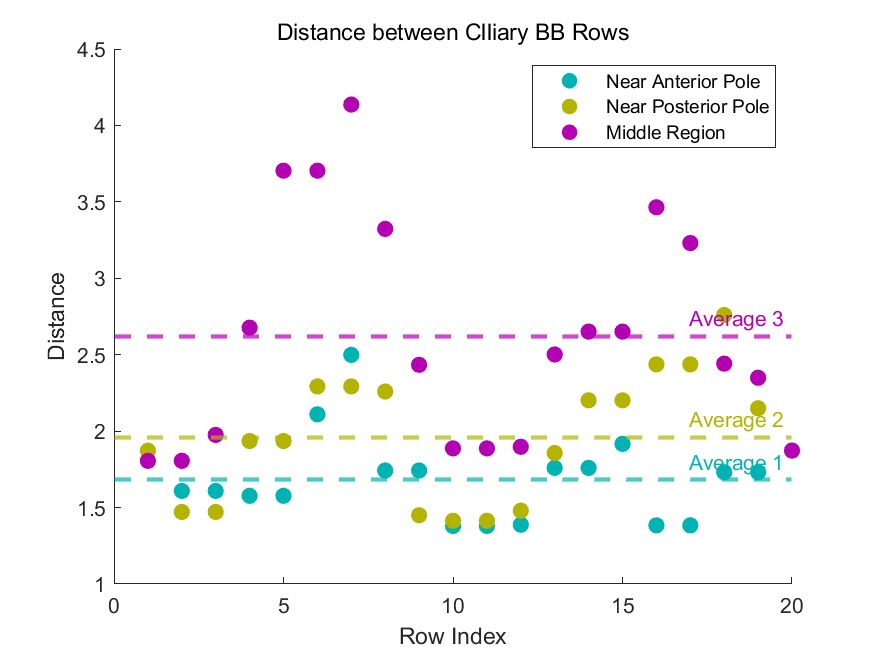 Distance between CIliary BB Rows
4.5
4
3.5
3
2.5
2
1.5
1
Distance
Near Anterior Pole
Near Posterior Pole
Middle Region
Average 3
Average 2
Average 1
0
5
10
15
20
Row Index